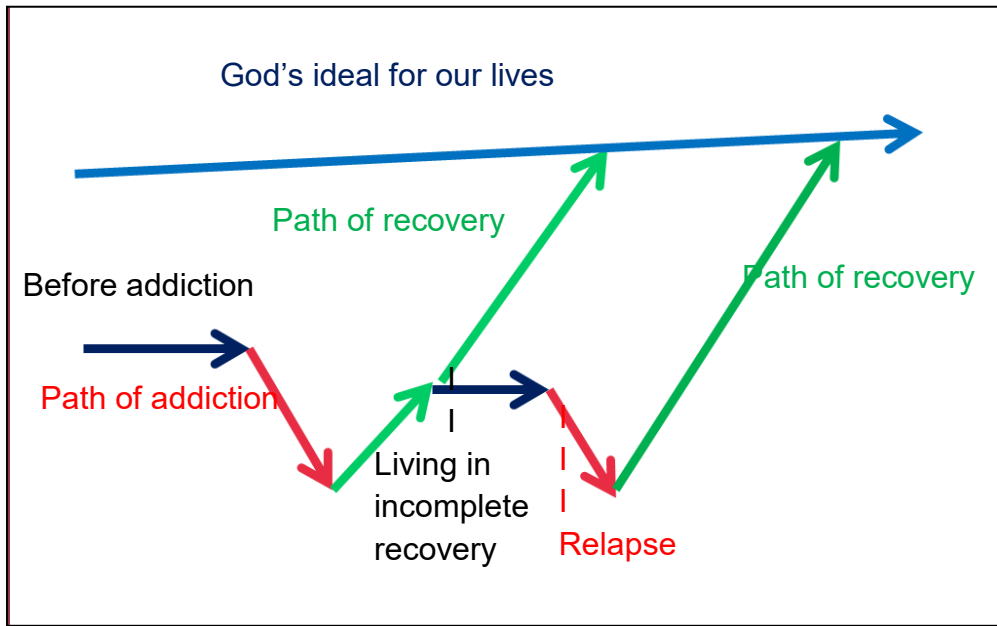 God’s ideal for our lives
Path of recovery
Path of recovery
Before addiction
Path of addiction
Living in
incomplete
recovery
Relapse